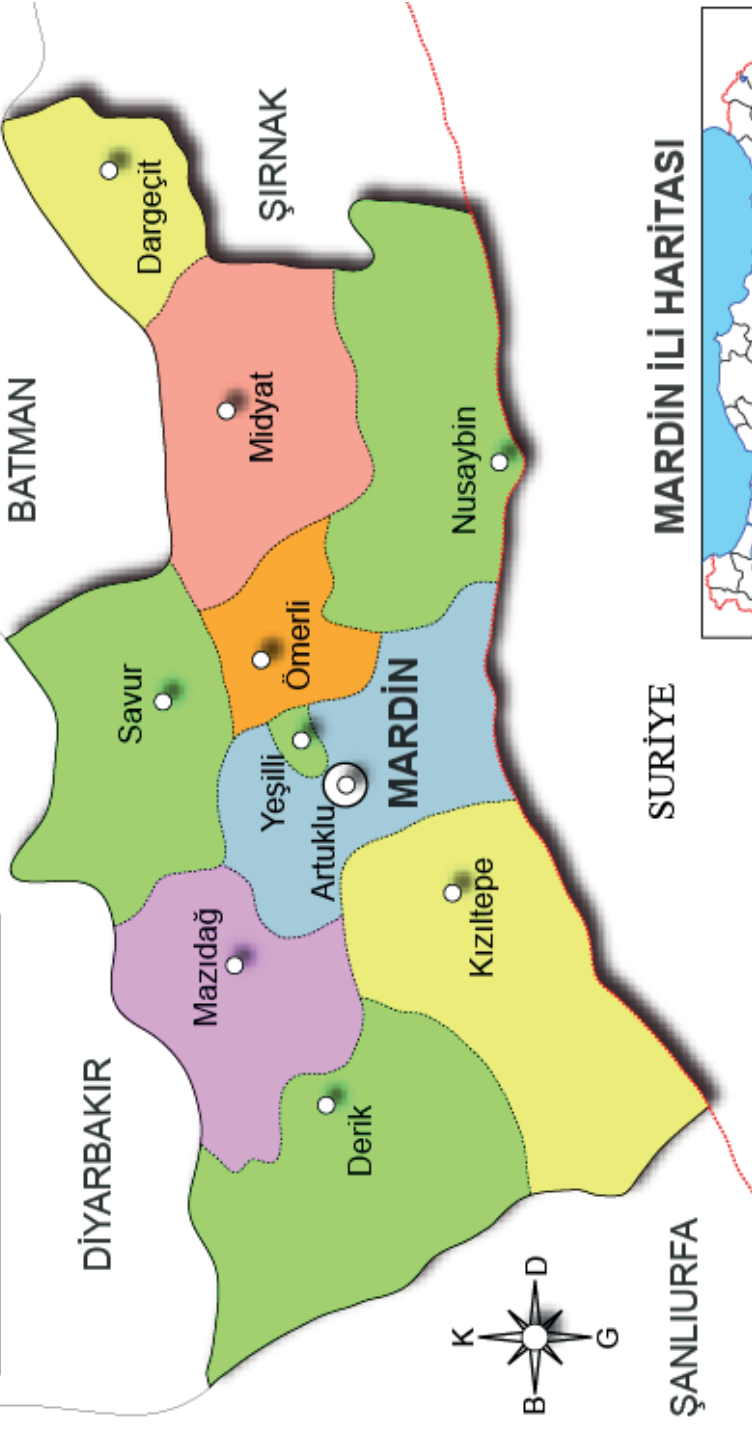 BATMAN
DİYARBAKIR
ŞIRNAK
Dargeçit
Midyat
Savur
Ömerli
Nusaybin
Yeşilli
Artuklu
MARDİN
Mazıdağ
Kızıltepe
Derik
SURİYE
ŞANLIURFA
K
B
D
G
MARDİN İLİ HARİTASI